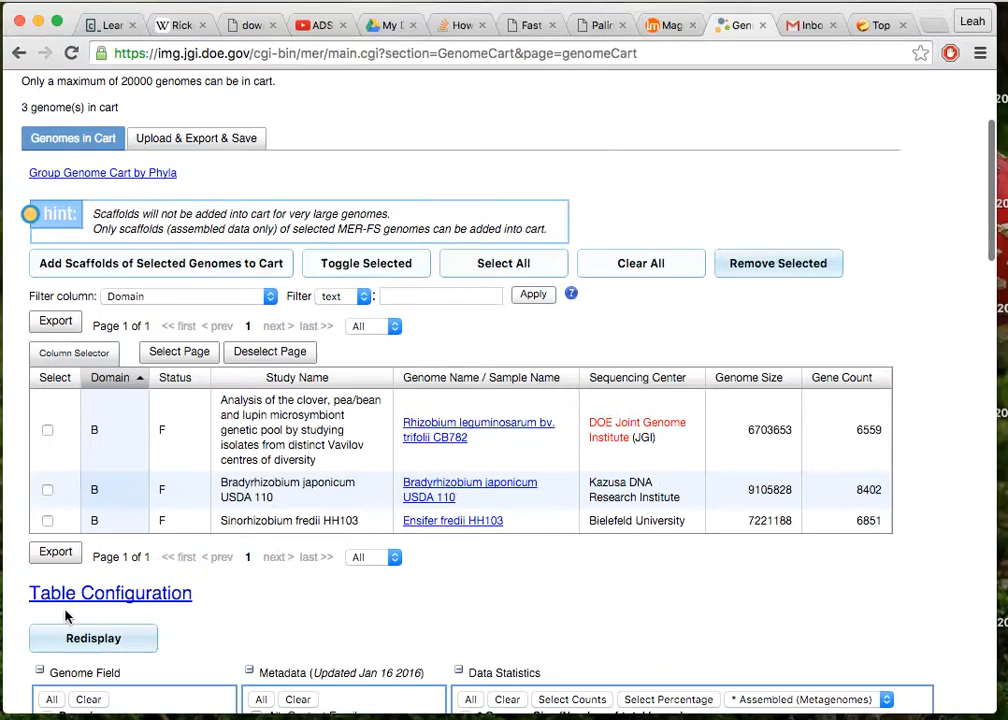 Lear
Rick
dow
ADS
My D
How
Fast
Palin
Mag
Geno
Inbo
Top
Leah
https://img.jgi.doe.gov/cgi-bin/mer/main.cgi?section=GenomeCart&page=genomeCart
Only a maximum of 20000 genomes can be in cart.
3 genome(s) in cart
Genomes in Cart Upload & Export & Save
Group Genome Cart by Phyla
hint: Scaffolds will not be added into cart for very large genomes.
Only scaffolds (assembled data only) of selected MER-FS genomes can be added into cart.
Add Scaffolds of Selected Genomes to Cart Toggle Selected Select All Clear All Remove Selected
Filter column: Domain Filter text : Apply ?
Export Page 1 of 1 << first < prev 1 next > last >> All
Column Selector Select Page Deselect Page
Select Domain Status Study Name Genome Name / Sample Name Sequencing Center Genome Size Gene Count
Analysis of the clover, pea/bean
and lupin microsymbiont
genetic pool by studying
isolates from distinct Vavilov
centres of diversity
B F
Rhizobium leguminosarum bv.
trifolii CB782
DOE Joint Genome
Institute (JGI)
6703653 6559
B F
Bradyrhizobium japonicum
USDA 110
Bradyrhizobium japonicum
USDA 110
Kazusa DNA
Research Institute
9105828 8402
B F Sinorhizobium fredii HH103 Ensifer fredii HH103 Bielefeld University 7221188 6851
Export Page 1 of 1 << first < prev 1 next > last >> All
Table Configuration
Redisplay
Genome Field Metadata (Updated Jan 16 2016) Data Statistics
All Clear All Clear All Clear Select Counts Select Percentage * Assembled (Metagenomes)